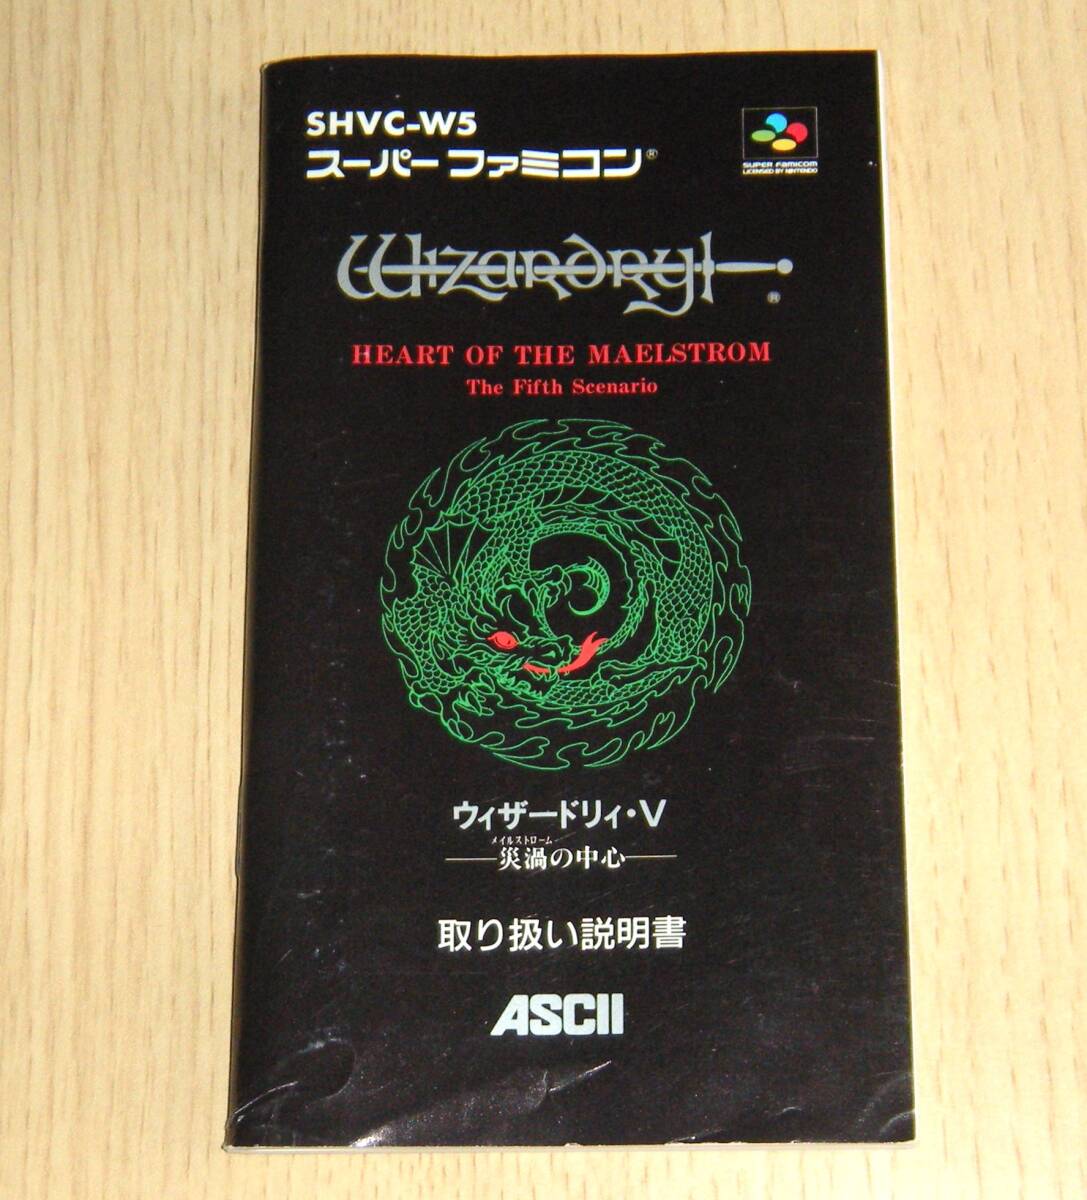 SHVC-W5
スーパーファミコン®
SUPER FAMICOM
LICENSED BY NINTENDO
Wizardry®
HEART OF THE MAELSTROM
The Fifth Scenario
ウィザードリィ・V
メイルストローム
災渦の中心
取り扱い説明書
ASCII